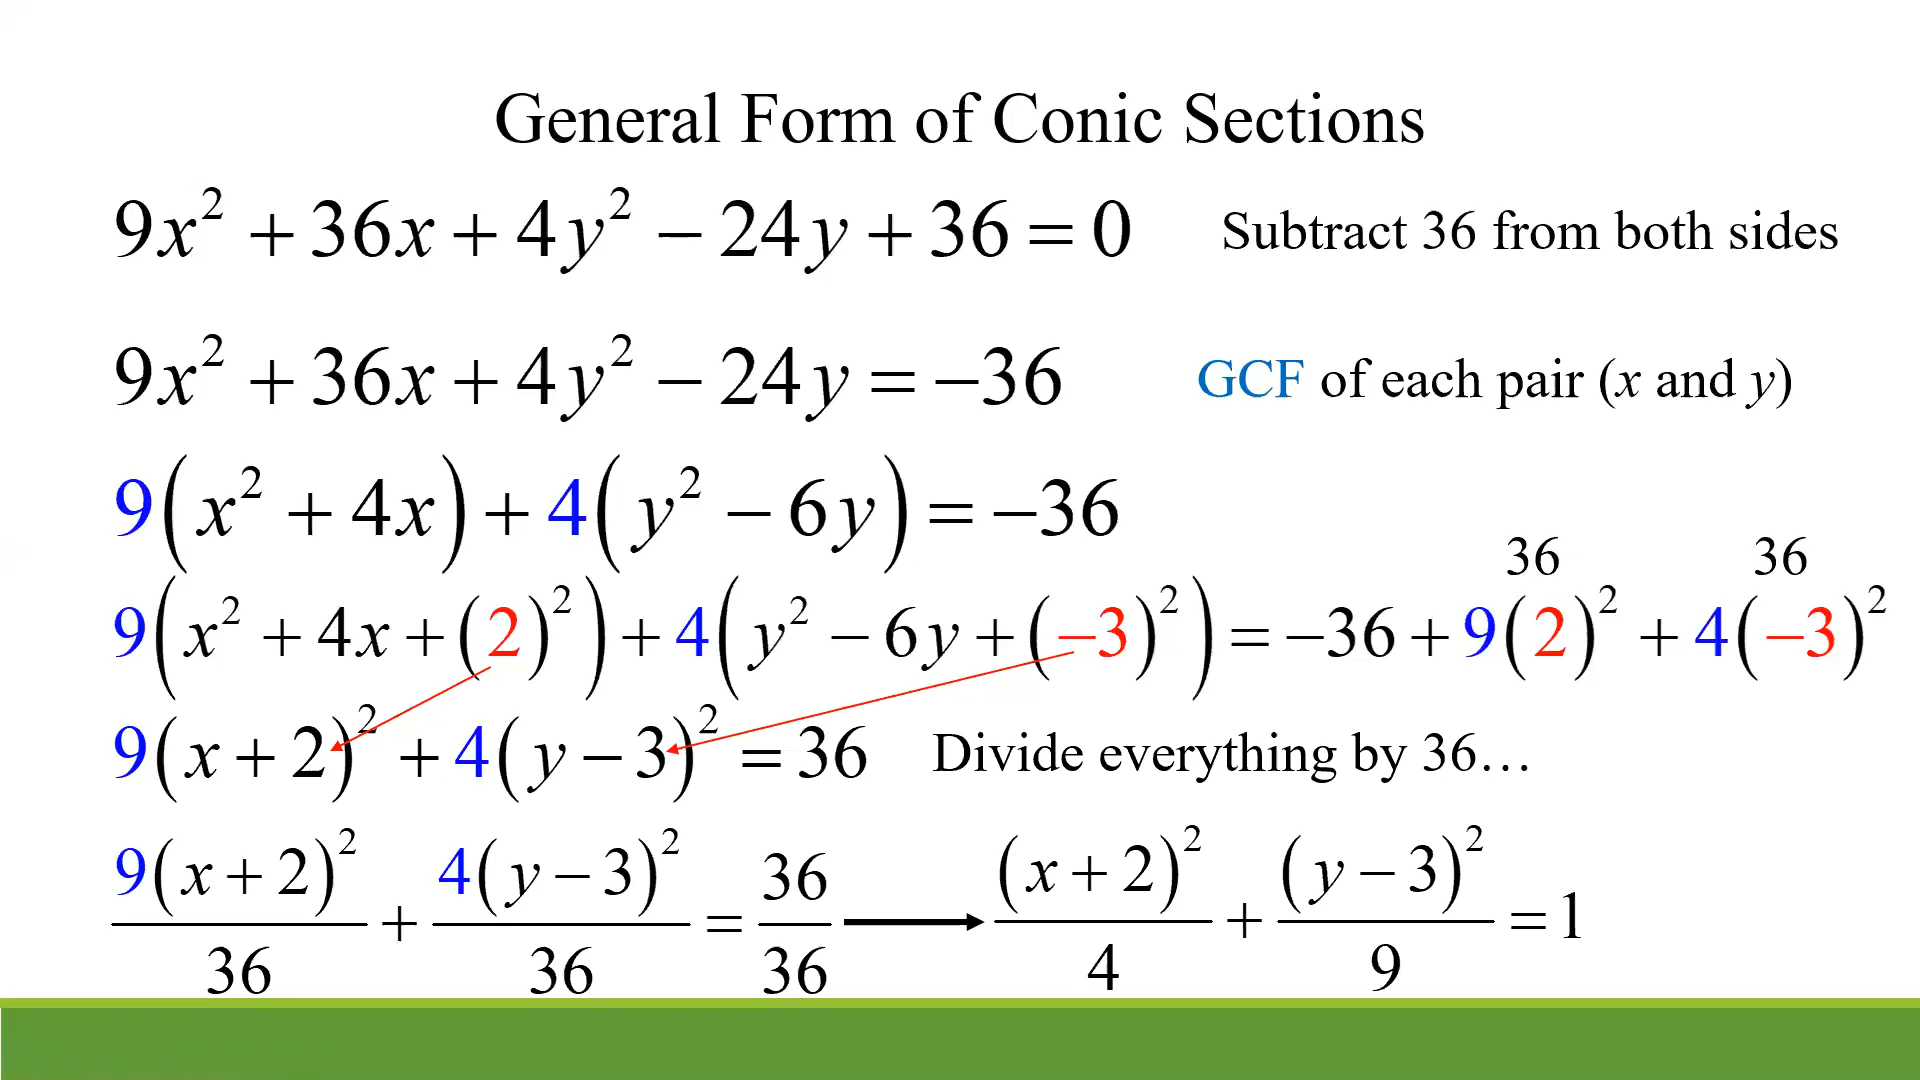 General Form of Conic Sections
9x² + 36x + 4y² − 24y + 36 = 0 Subtract 36 from both sides
9x² + 36x + 4y² − 24y = −36 GCF of each pair (x and y)
9(x² + 4x) + 4(y² − 6y) = −36
36 36
9(x² + 4x + (2)²) + 4(y² − 6y + (−3)²) = −36 + 9(2)² + 4(−3)²
9(x + 2)² + 4(y − 3)² = 36 Divide everything by 36…
9(x + 2)²/36 + 4(y − 3)²/36 = 36/36 → (x + 2)²/4 + (y − 3)²/9 = 1